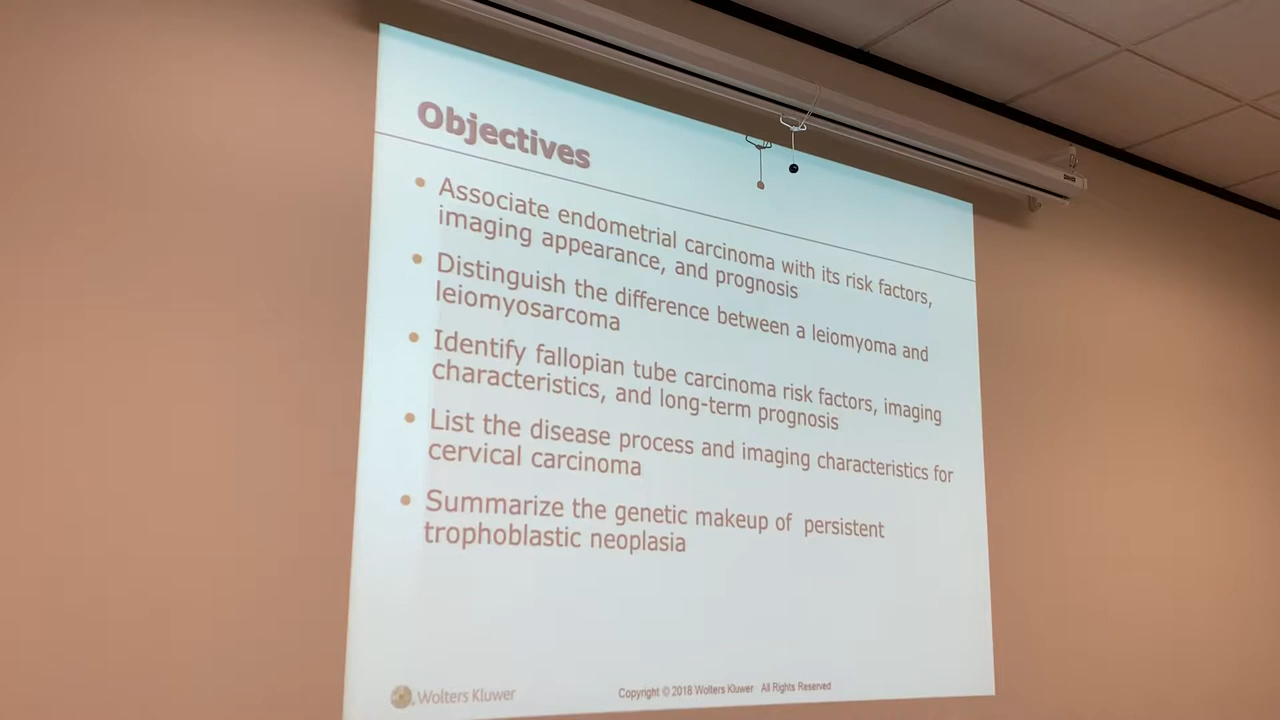 Objectives
Associate endometrial carcinoma with its risk factors,
imaging appearance, and prognosis
Distinguish the difference between a leiomyoma and
leiomyosarcoma
Identify fallopian tube carcinoma risk factors, imaging
characteristics, and long-term prognosis
List the disease process and imaging characteristics for
cervical carcinoma
Summarize the genetic makeup of persistent
trophoblastic neoplasia
Wolters Kluwer
Copyright © 2018 Wolters Kluwer All Rights Reserved